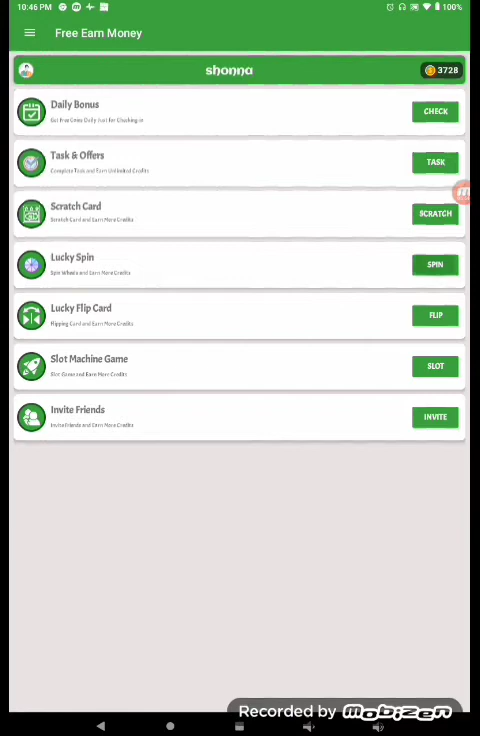 10:46 PM
100%
Free Earn Money
shonna
3728
Daily Bonus
Get Free Coins Daily Just for Checking in
CHECK
Task & Offers
Complete Task and Earn Unlimited Credits
TASK
Scratch Card
Scratch Card and Earn More Credits
SCRATCH
Lucky Spin
Spin Wheels and Earn More Credits
SPIN
Lucky Flip Card
Flipping Card and Earn More Credits
FLIP
Slot Machine Game
Slot Game and Earn More Credits
SLOT
Invite Friends
Invite Friends and Earn More Credits
INVITE
Recorded by mobizen